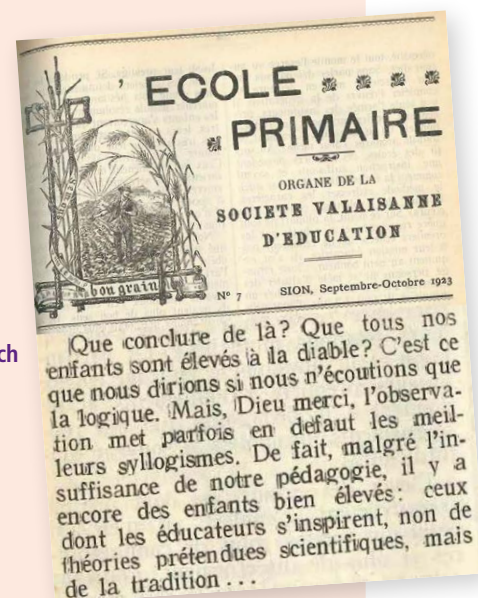 ' ECOLE
PRIMAIRE
ORGANE DE LA
SOCIETE VALAISANNE
D'EDUCATION
bon grain
N° 7
SION, Septembre-Octobre 1923
ch
Que conclure de là? Que tous nos
enfants sont élevés à la diable? C'est ce
que nous dirions si nous n'écoutions que
la logique. Mais, Dieu merci, l'observa-
tion met parfois en defaut les meil-
leurs syllogismes. De fait, malgré l'in-
suffisance de notre pédagogie, il y a
encore des enfants bien élevés: ceux
dont les éducateurs s'inspirent, non de
théories prétendues scientifiques, mais
de la tradition . . .